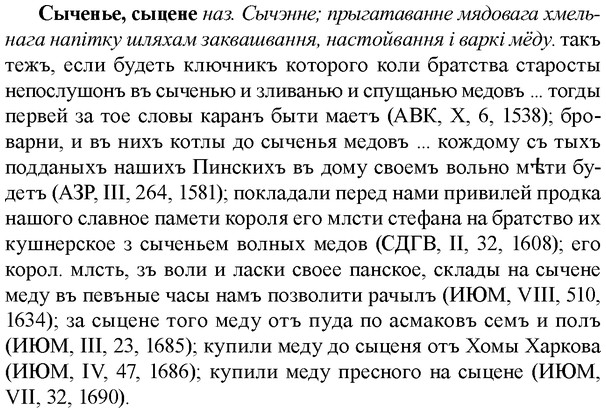 Сыченье, сыцене наз. Сычэнне; прыгатаванне мядовага хмель-
нага напітку шляхам заквашвання, настойвання і варкі мёду. такъ
тежъ, если будеть ключникъ которого коли братства старосты
непослушонъ въ сыченью и зливанью и спущанью медовъ ... тогды
первей за тое словы каранъ быти маетъ (АВК, X, 6, 1538); бро-
варни, и въ нихъ котлы до сыченья медовъ ... кождому съ тыхъ
подданыхъ нашихъ Пинскихъ въ дому своемъ вольно мѣти бу-
детъ (АЗР, III, 264, 1581); покладали перед нами привилей продка
нашого славное памети короля его млсти стефана на братство их
кушнерское з сыченьем волных медов (СДГВ, II, 32, 1608); его
корол. млсть, зъ воли и ласки своее панское, склады на сычене
меду въ певъные часы намъ позволити рачылъ (ИЮМ, VIII, 510,
1634); за сыцене того меду отъ пуда по асмаковъ семъ и полъ
(ИЮМ, III, 23, 1685); купили меду до сыценя отъ Хомы Харкова
(ИЮМ, IV, 47, 1686); купили меду пресного на сыцене (ИЮМ,
VII, 32, 1690).